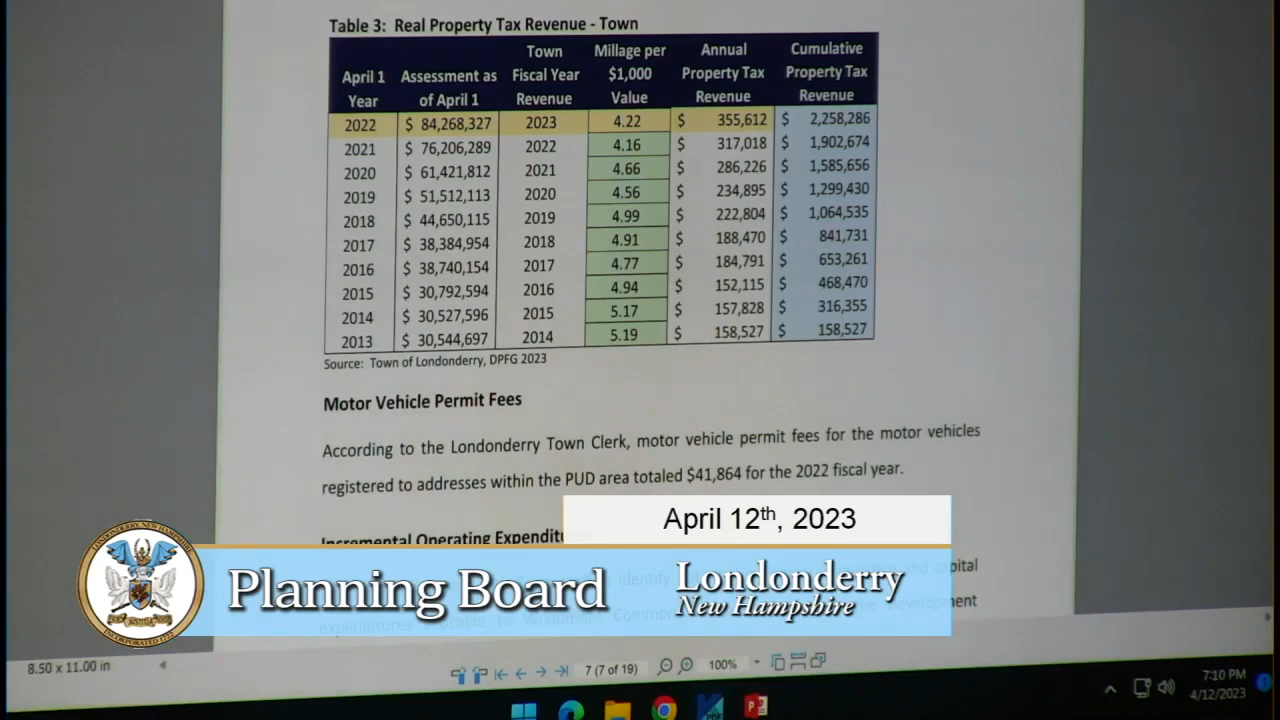 Table 3: Real Property Tax Revenue - Town
April 1 Year Assessment as of April 1 Town Fiscal Year Revenue Millage per $1,000 Value Annual Property Tax Revenue Cumulative Property Tax Revenue
2022 $ 84,268,327 2023 4.22 $ 355,612 $ 2,258,286
2021 $ 76,206,289 2022 4.16 $ 317,018 $ 1,902,674
2020 $ 61,421,812 2021 4.66 $ 286,226 $ 1,585,656
2019 $ 51,512,113 2020 4.56 $ 234,895 $ 1,299,430
2018 $ 44,650,115 2019 4.99 $ 222,804 $ 1,064,535
2017 $ 38,384,954 2018 4.91 $ 188,470 $ 841,731
2016 $ 38,740,154 2017 4.77 $ 184,791 $ 653,261
2015 $ 30,792,594 2016 4.94 $ 152,115 $ 468,470
2014 $ 30,527,596 2015 5.17 $ 157,828 $ 316,355
2013 $ 30,544,697 2014 5.19 $ 158,527 $ 158,527
Source: Town of Londonderry, DPFG 2023
Motor Vehicle Permit Fees
According to the Londonderry Town Clerk, motor vehicle permit fees for the motor vehicles
registered to addresses within the PUD area totaled $41,864 for the 2022 fiscal year.
April 12th, 2023
Incremental Operating
Planning Board
Londonderry
New Hampshire
8.50 x 11.00 in
7 (7 of 19)
100%
7:10 PM
4/12/2023